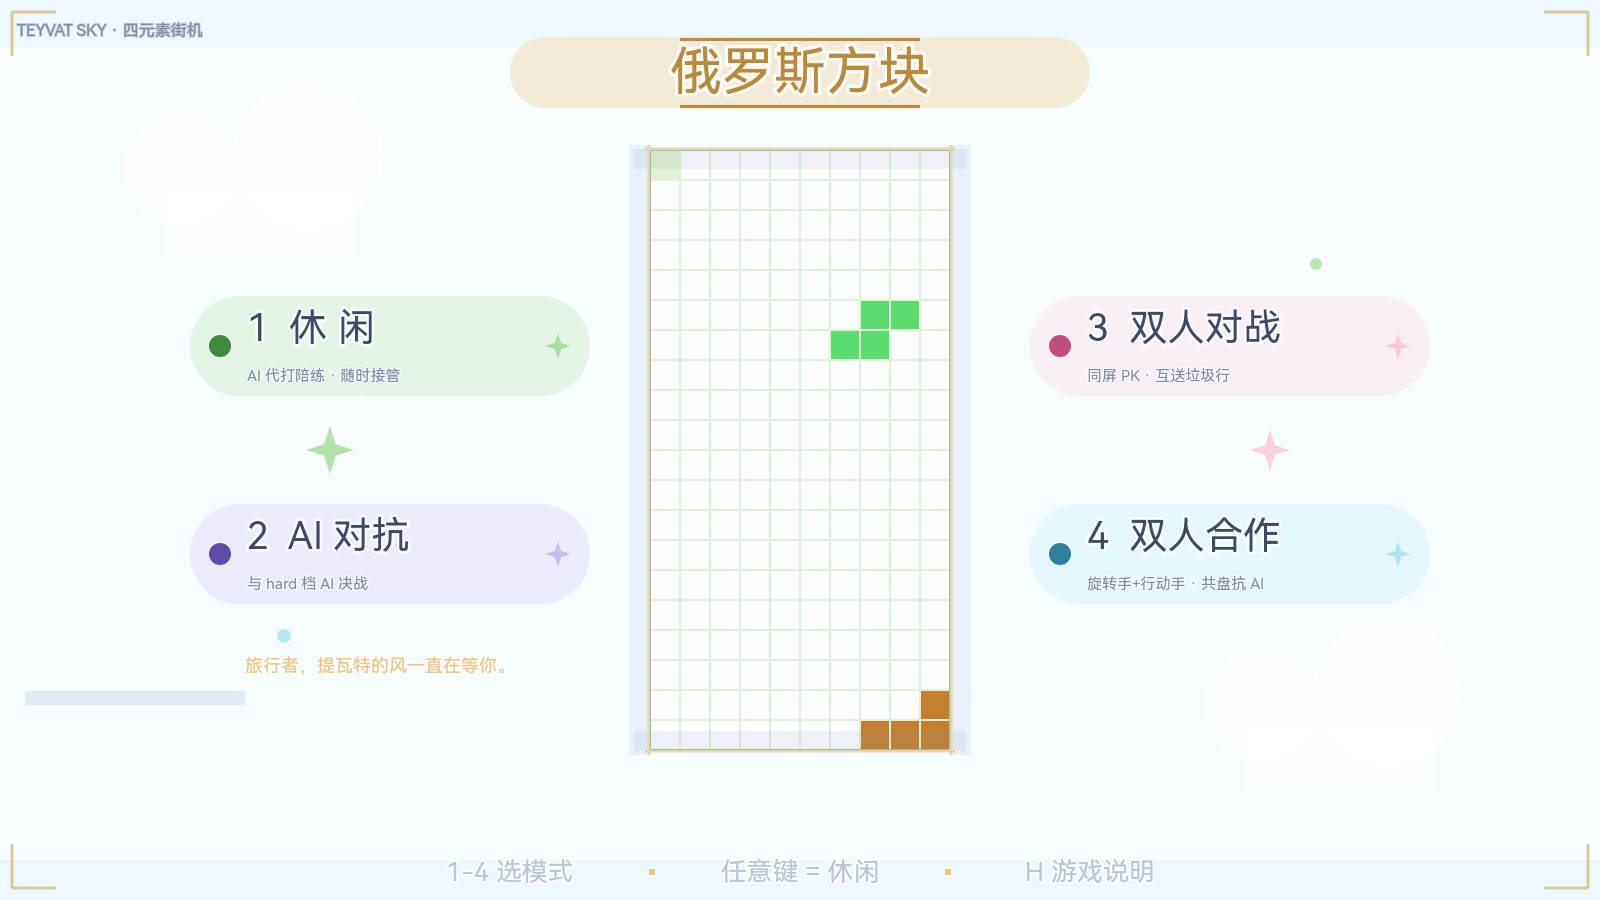 TEYVAT SKY · 四元素街机
俄罗斯方块
1 休 闲
AI 代打陪练 · 随时接管
2 AI 对抗
与 hard 档 AI 决战
旅行者，提瓦特的风一直在等你。
3 双人对战
同屏 PK · 互送垃圾行
4 双人合作
旋转手+行动手 · 共盘抗 AI
1-4 选模式 · 任意键 = 休闲 · H 游戏说明